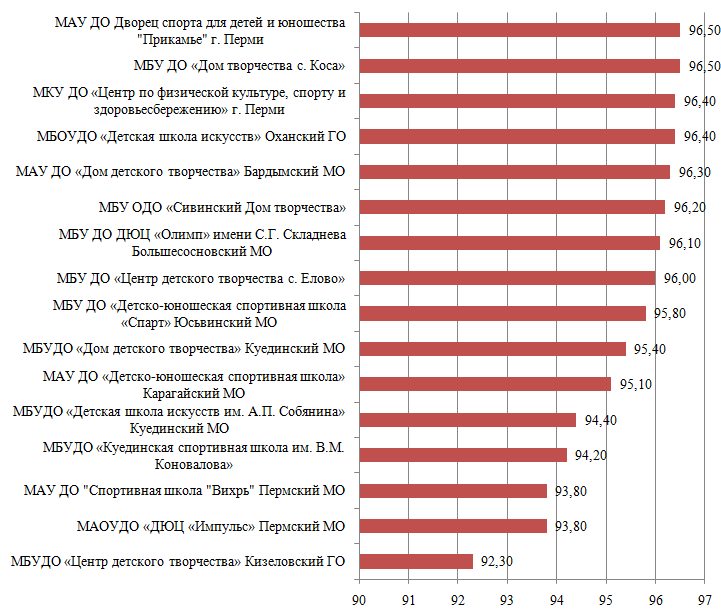 МАУ ДО Дворец спорта для детей и юношества
"Прикамье" г. Перми
96,50
МБУ ДО «Дом творчества с. Коса»
96,50
МКУ ДО «Центр по физической культуре, спорту и
здоровьесбережению» г. Перми
96,40
МБОУДО «Детская школа искусств» Оханский ГО
96,40
МАУ ДО «Дом детского творчества» Бардымский МО
96,30
МБУ ОДО «Сивинский Дом творчества»
96,20
МБУ ДО ДЮЦ «Олимп» имени С.Г. Складнева
Большесосновский МО
96,10
МБУ ДО «Центр детского творчества с. Елово»
96,00
МБУ ДО «Детско-юношеская спортивная школа
«Спарт» Юсьвинский МО
95,80
МБУДО «Дом детского творчества» Куединский МО
95,40
МАУ ДО «Детско-юношеская спортивная школа»
Карагайский МО
95,10
МБУДО «Детская школа искусств им. А.П. Собянина»
Куединский МО
94,40
МБУДО «Куединская спортивная школа им. В.М.
Коновалова»
94,20
МАУ ДО "Спортивная школа "Вихрь" Пермский МО
93,80
МАОУДО «ДЮЦ «Импульс» Пермский МО
93,80
МБУДО «Центр детского творчества» Кизеловский ГО
92,30
90 91 92 93 94 95 96 97